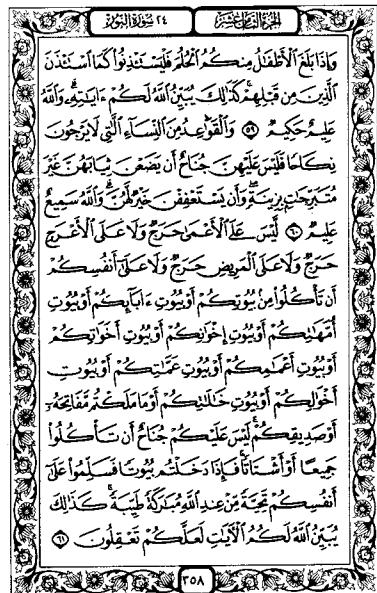 الجزء الثامن عشر ٢٤ سورة النور
وَإِذَا بَلَغَ ٱلْأَطْفَٰلُ مِنكُمُ ٱلْحُلُمَ فَلْيَسْتَـْٔذِنُوا۟ كَمَا ٱسْتَـْٔذَنَ
ٱلَّذِينَ مِن قَبْلِهِمْ ۚ كَذَٰلِكَ يُبَيِّنُ ٱللَّهُ لَكُمْ ءَايَٰتِهِۦ ۗ وَٱللَّهُ
عَلِيمٌ حَكِيمٌ ٥٩ وَٱلْقَوَٰعِدُ مِنَ ٱلنِّسَآءِ ٱلَّٰتِى لَا يَرْجُونَ
نِكَاحًا فَلَيْسَ عَلَيْهِنَّ جُنَاحٌ أَن يَضَعْنَ ثِيَابَهُنَّ غَيْرَ
مُتَبَرِّجَٰتٍۭ بِزِينَةٍ ۖ وَأَن يَسْتَعْفِفْنَ خَيْرٌ لَّهُنَّ ۗ وَٱللَّهُ سَمِيعٌ
عَلِيمٌ ٦٠ لَّيْسَ عَلَى ٱلْأَعْمَىٰ حَرَجٌ وَلَا عَلَى ٱلْأَعْرَجِ
حَرَجٌ وَلَا عَلَى ٱلْمَرِيضِ حَرَجٌ وَلَا عَلَىٰٓ أَنفُسِكُمْ
أَن تَأْكُلُوا۟ مِنۢ بُيُوتِكُمْ أَوْ بُيُوتِ ءَابَآئِكُمْ أَوْ بُيُوتِ
أُمَّهَٰتِكُمْ أَوْ بُيُوتِ إِخْوَٰنِكُمْ أَوْ بُيُوتِ أَخَوَٰتِكُمْ
أَوْ بُيُوتِ أَعْمَٰمِكُمْ أَوْ بُيُوتِ عَمَّٰتِكُمْ أَوْ بُيُوتِ
أَخْوَٰلِكُمْ أَوْ بُيُوتِ خَٰلَٰتِكُمْ أَوْ مَا مَلَكْتُم مَّفَاتِحَهُۥٓ
أَوْ صَدِيقِكُمْ ۚ لَيْسَ عَلَيْكُمْ جُنَاحٌ أَن تَأْكُلُوا۟
جَمِيعًا أَوْ أَشْتَاتًا ۚ فَإِذَا دَخَلْتُم بُيُوتًا فَسَلِّمُوا۟ عَلَىٰٓ
أَنفُسِكُمْ تَحِيَّةً مِّنْ عِندِ ٱللَّهِ مُبَٰرَكَةً طَيِّبَةً ۚ كَذَٰلِكَ
يُبَيِّنُ ٱللَّهُ لَكُمُ ٱلْءَايَٰتِ لَعَلَّكُمْ تَعْقِلُونَ ٦١
٣٥٨